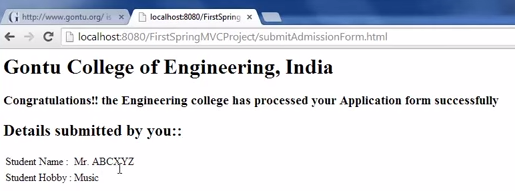 http://www.gontu.org/ is
localhost:8080/FirstSpring
localhost:8080/FirstSpringMVCProject/submitAdmissionForm.html
Gontu College of Engineering, India
Congratulations!! the Engineering college has processed your Application form successfully
Details submitted by you::
Student Name : Mr. ABCXYZ
Student Hobby : Music